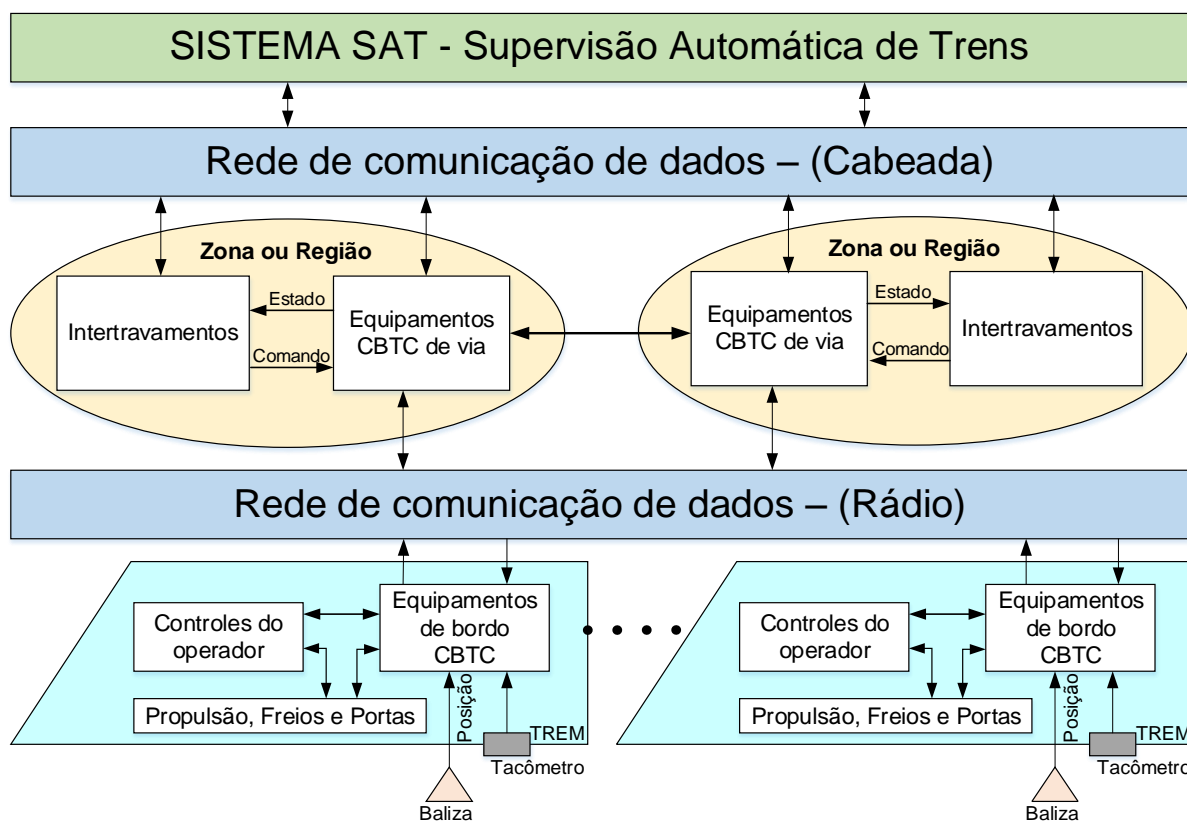 SISTEMA SAT - Supervisão Automática de Trens
Rede de comunicação de dados – (Cabeada)
Zona ou Região
Intertravamentos
Estado
Comando
Equipamentos
CBTC de via
Zona ou Região
Equipamentos
CBTC de via
Estado
Comando
Intertravamentos
Rede de comunicação de dados – (Rádio)
Controles do
operador
Equipamentos
de bordo
CBTC
Propulsão, Freios e Portas
Posição
TREM
Tacômetro
Baliza
Controles do
operador
Equipamentos
de bordo
CBTC
Propulsão, Freios e Portas
Posição
TREM
Tacômetro
Baliza